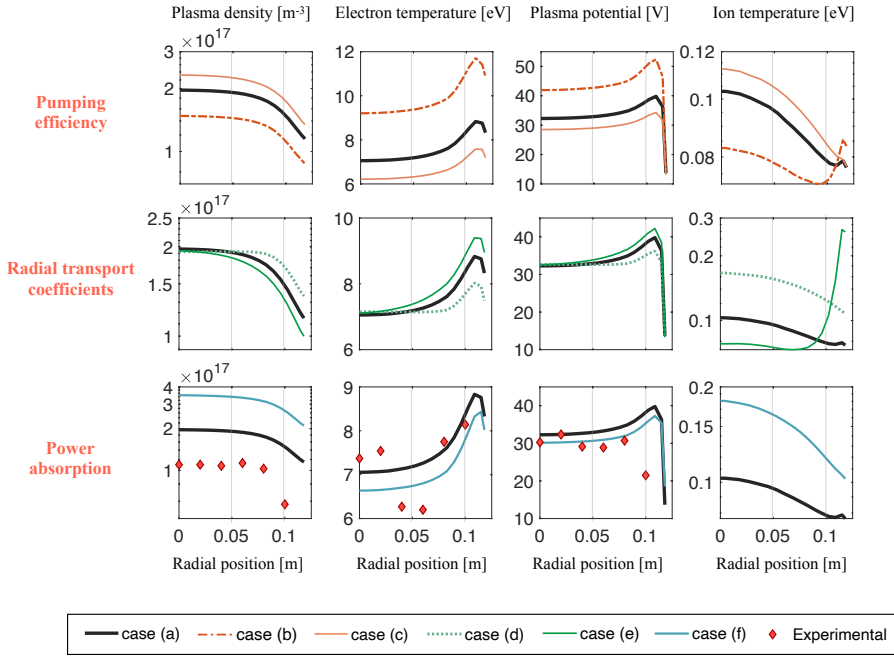 Plasma density [m⁻³]
Electron temperature [eV]
Plasma potential [V]
Ion temperature [eV]
× 10¹⁷
3
2
1
Pumping
efficiency
12
10
8
6
50
40
30
20
10
0.12
0.1
0.08
× 10¹⁷
2.5
2
1.5
1
Radial transport
coefficients
10
8
6
40
30
20
10
0.3
0.2
0.1
× 10¹⁷
4
3
2
1
Power
absorption
9
8
7
6
40
30
20
10
0.2
0.15
0.1
0 0.05 0.1
0 0.05 0.1
0 0.05 0.1
0 0.05 0.1
Radial position [m]
Radial position [m]
Radial position [m]
Radial position [m]
case (a) case (b) case (c) case (d) case (e) case (f) Experimental